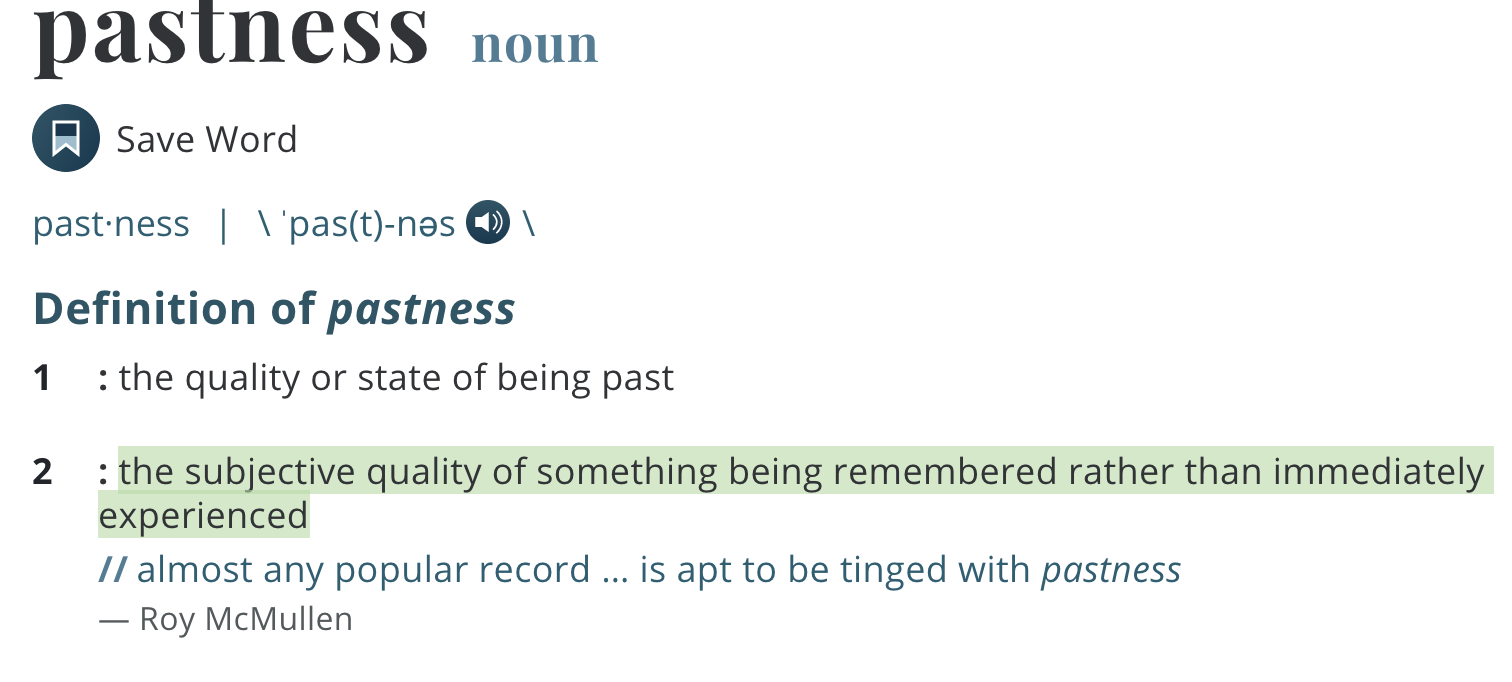 pastness noun
Save Word
past·ness | \ ˈpas(t)-nəs \
Definition of pastness
1 : the quality or state of being past
2 : the subjective quality of something being remembered rather than immediately
experienced
// almost any popular record ... is apt to be tinged with pastness
— Roy McMullen